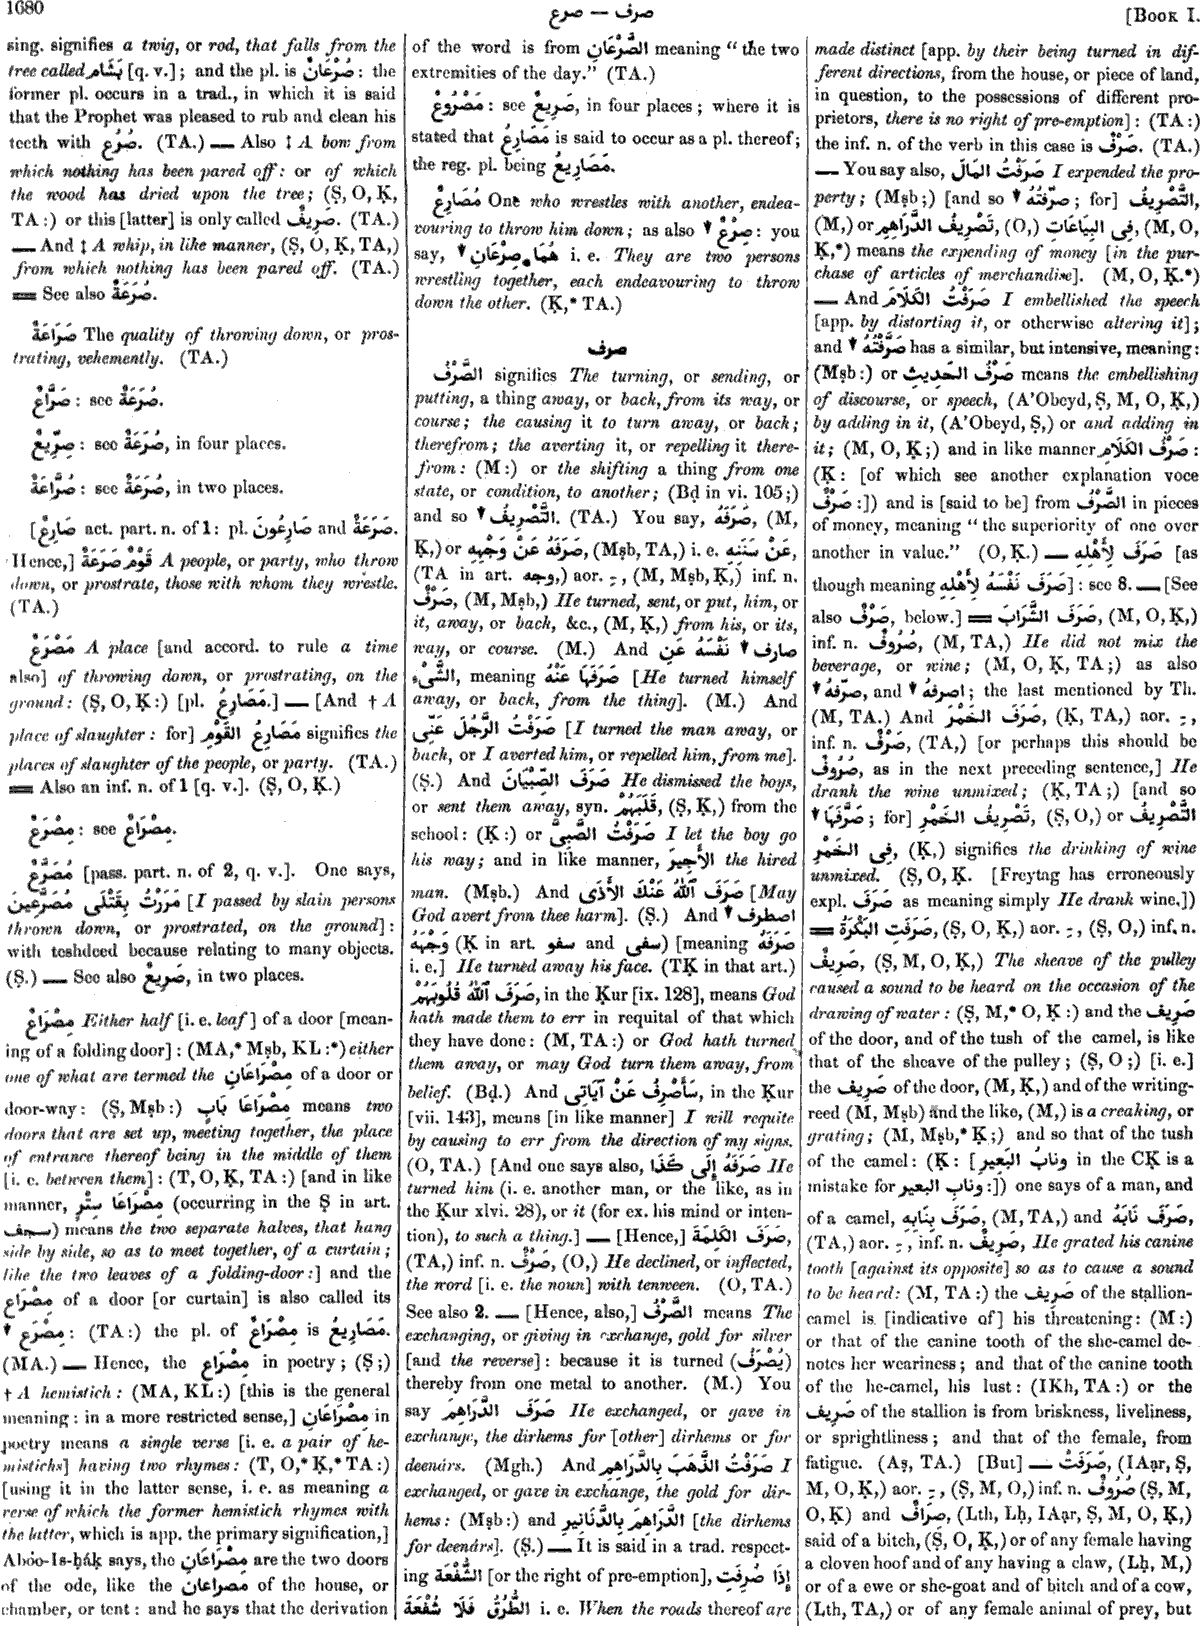 1680
صرع — صرف
[BOOK I.
sing. signifies a twig, or rod, that falls from the
tree called بَشَام [q. v.]; and the pl. is صُرْعَانٌ : the
former pl. occurs in a trad., in which it is said
that the Prophet was pleased to rub and clean his
teeth with صُرُع. (TA.) — Also ‡ A bow from
which nothing has been pared off: or of which
the wood has dried upon the tree; (Ṣ, O, Ḳ,
TA:) or this [latter] is only called صَرِيفٌ. (TA.)
— And ‡ A whip, in like manner, (Ṣ, O, Ḳ, TA,)
from which nothing has been pared off. (TA.)
= See also صُرَعَةٌ.
صَرَاعَةٌ The quality of throwing down, or pros-
trating, vehemently. (TA.)
صَرَّاعٌ : see صُرَعَةٌ.
صِرِّيعٌ : see صُرَعَةٌ, in four places.
صُرَّاعَةٌ : see صُرَعَةٌ, in two places.
[صَارِعٌ act. part. n. of 1: pl. صَارِعُونَ and صَرَعَةٌ.
Hence,] قَوْمٌ صَرَعَةٌ A people, or party, who throw
down, or prostrate, those with whom they wrestle.
(TA.)
مَصْرَعٌ A place [and accord. to rule a time
also] of throwing down, or prostrating, on the
ground: (Ṣ, O, Ḳ:) [pl. مَصَارِعُ.] — [And † A
place of slaughter: for] مَصَارِعُ القَوْمِ signifies the
places of slaughter of the people, or party. (TA.)
= Also an inf. n. of 1 [q. v.]. (Ṣ, O, Ḳ.)
مِصْرَعٌ : see مِصْرَاعٌ.
مُصَرَّعٌ [pass. part. n. of 2, q. v.]. One says,
مَرَرْتُ بِقَتْلَى مُصَرَّعِينَ [I passed by slain persons
thrown down, or prostrated, on the ground]:
with teshdeed because relating to many objects.
(Ṣ.) — See also صَرِيعٌ, in two places.
مِصْرَاعٌ Either half [i. e. leaf] of a door [mean-
ing of a folding door]: (MA,* Mṣb, KL:*) either
one of what are termed the مِصْرَاعَانِ of a door or
door-way: (Ṣ, Mṣb:) مِصْرَاعَا بَابٍ means two
doors that are set up, meeting together, the place
of entrance thereof being in the middle of them
[i. e. between them]: (T, O, Ḳ, TA:) [and in like
manner, مِصْرَاعَا سِتْرٍ (occurring in the Ṣ in art.
سجف) means the two separate halves, that hang
side by side, so as to meet together, of a curtain;
like the two leaves of a folding-door:] and the
مِصْرَاع of a door [or curtain] is also called its
▼ مِصْرَع : (TA:) the pl. of مِصْرَاعٌ is مَصَارِيعُ.
(MA.) — Hence, the مِصْرَاع in poetry; (Ṣ;)
† A hemistich: (MA, KL:) [this is the general
meaning: in a more restricted sense,] مِصْرَاعَانِ in
poetry means a single verse [i. e. a pair of he-
mistichs] having two rhymes: (T, O,* Ḳ,* TA:)
[using it in the latter sense, i. e. as meaning a
verse of which the former hemistich rhymes with
the latter, which is app. the primary signification,]
Aboo-Is-ḥáḳ says, the مِصْرَاعَانِ are the two doors
of the ode, like the مصراعان of the house, or
chamber, or tent: and he says that the derivation
of the word is from الصَّرْعَانِ meaning "the two
extremities of the day." (TA.)
مَصْرُوعٌ : see صَرِيعٌ, in four places; where it is
stated that مَصَارِعُ is said to occur as a pl. thereof;
the reg. pl. being مَصَارِيعُ.
مُصَارِعٌ One who wrestles with another, endea-
vouring to throw him down; as also ▼ صِرْعٌ : you
say, ▼ هُمَا صِرْعَانِ i. e. They are two persons
wrestling together, each endeavouring to throw
down the other. (Ḳ,* TA.)
صرف
الصَّرْفُ signifies The turning, or sending, or
putting, a thing away, or back, from its way, or
course; the causing it to turn away, or back;
therefrom; the averting it, or repelling it there-
from: (M:) or the shifting a thing from one
state, or condition, to another; (Bḍ in vi. 105;)
and so ▼ التَّصْرِيفُ. (TA.) You say, صَرَفَهُ, (M,
Ḳ,) or صَرَفَهُ عَنْ وَجْهِهِ, (Mṣb, TA,) i. e. عَنْ سَنَنِهِ,
(TA in art. وجه,) aor. ـِ , (M, Mṣb, Ḳ,) inf. n.
صَرْفٌ, (M, Mṣb,) He turned, sent, or put, him, or
it, away, or back, &c., (M, Ḳ,) from his, or its,
way, or course. (M.) And صارف ▼ نَفْسَهُ عَنِ
الشَّىْءِ, meaning صَرَفَهَا عَنْهُ [He turned himself
away, or back, from the thing]. (M.) And
صَرَفْتُ الرَّجُلَ عَنِّى [I turned the man away, or
back, or I averted him, or repelled him, from me].
(Ṣ.) And صَرَفَ الصِّبْيَانَ He dismissed the boys,
or sent them away, syn. قَلَبَهُمْ, (Ṣ, Ḳ,) from the
school: (Ḳ:) or صَرَفْتُ الصَّبِىَّ I let the boy go
his way; and in like manner, الأَجِيرَ the hired
man. (Mṣb.) And صَرَفَ ٱللّٰهُ عَنْكَ الأَذَى [May
God avert from thee harm]. (Ṣ.) And ▼ اصطرف
وَجْهَهُ (Ḳ in art. سفو and سفى) [meaning صَرَفَهُ
i. e.] He turned away his face. (TḲ in that art.)
صَرَفَ ٱللّٰهُ قُلُوبَهُمْ, in the Ḳur [ix. 128], means God
hath made them to err in requital of that which
they have done: (M, TA:) or God hath turned
them away, or may God turn them away, from
belief. (Bḍ.) And سَأَصْرِفُ عَنْ آيَاتِى, in the Ḳur
[vii. 143], means [in like manner] I will requite
by causing to err from the direction of my signs.
(O, TA.) [And one says also, صَرَفَهُ إِلَى كَذَا He
turned him (i. e. another man, or the like, as in
the Ḳur xlvi. 28), or it (for ex. his mind or inten-
tion), to such a thing.] — [Hence,] صَرَفَ الكَلِمَةَ,
(TA,) inf. n. صَرْفٌ, (O,) He declined, or inflected,
the word [i. e. the noun] with tenween. (O, TA.)
See also 2. — [Hence, also,] الصَّرْفُ means The
exchanging, or giving in exchange, gold for silver
[and the reverse]: because it is turned (يُصْرَفُ)
thereby from one metal to another. (M.) You
say صَرَفَ الدَّرَاهِمَ He exchanged, or gave in
exchange, the dirhems for [other] dirhems or for
deenárs. (Mgh.) And صَرَفْتُ الذَّهَبَ بِالدَّرَاهِمِ I
exchanged, or gave in exchange, the gold for dir-
hems: (Mṣb:) and الدَّرَاهِمَ بِالدَّنَانِيرِ [the dirhems
for deenárs]. (Ṣ.) — It is said in a trad. respect-
ing الشُّفْعَة [or the right of pre-emption], إِذَا صُرِفَتِ
الطُّرُقُ فَلَا شُفْعَةَ i. e. When the roads thereof are
made distinct [app. by their being turned in dif-
ferent directions, from the house, or piece of land,
in question, to the possessions of different pro-
prietors, there is no right of pre-emption]: (TA:)
the inf. n. of the verb in this case is صَرْفٌ. (TA.)
— You say also, صَرَفْتُ المَالَ I expended the pro-
perty; (Mṣb;) [and so ▼ صَرَّفْتُهُ ; for] التَّصْرِيفُ,
(M,) or تَصْرِيفُ الدَّرَاهِمِ, (O,) فِى البِيَاعَاتِ, (M, O,
Ḳ,*) means the expending of money [in the pur-
chase of articles of merchandise]. (M, O, Ḳ.*)
— And صَرَفْتُ الكَلَامَ I embellished the speech
[app. by distorting it, or otherwise altering it];
and ▼ صَرَّفْتُهُ has a similar, but intensive, meaning:
(Mṣb:) or صَرْفُ الحَدِيثِ means the embellishing
of discourse, or speech, (A'Obeyd, Ṣ, M, O, Ḳ,)
by adding in it, (A'Obeyd, Ṣ,) or and adding in
it; (M, O, Ḳ;) and in like manner صَرْفُ الكَلَامِ :
(Ḳ: [of which see another explanation voce
صَرْفٌ :]) and is [said to be] from الصَّرْفُ in pieces
of money, meaning "the superiority of one over
another in value." (O, Ḳ.) — صَرَفَ لِأَهْلِهِ [as
though meaning صَرَفَ نَفْسَهُ لِأَهْلِهِ]: see 8. — [See
also صَرْفٌ, below.] = صَرَفَ الشَّرَابَ, (M, O, Ḳ,)
inf. n. صُرُوفٌ, (M, TA,) He did not mix the
beverage, or wine; (M, O, Ḳ, TA;) as also
▼ صرّفهُ, and ▼ اصرفهُ ; the last mentioned by Th.
(M, TA.) And صَرَفَ الخَمْرَ, (Ḳ, TA,) aor. ـِ ,
inf. n. صَرْفٌ, (TA,) [or perhaps this should be
صُرُوفٌ, as in the next preceding sentence,] He
drank the wine unmixed; (Ḳ, TA;) [and so
▼ صَرَّفَهَا ; for] تَصْرِيفُ الخَمْرِ, (Ṣ, O,) or التَّصْرِيفُ
فِى الخَمْرِ, (Ḳ,) signifies the drinking of wine
unmixed. (Ṣ, O, Ḳ. [Freytag has erroneously
expl. صَرَفَ as meaning simply He drank wine.])
= صَرَفَتِ البَكْرَةُ, (Ṣ, O, Ḳ,) aor. ـِ , (Ṣ, O,) inf. n.
صَرِيفٌ, (Ṣ, M, O, Ḳ,) The sheave of the pulley
caused a sound to be heard on the occasion of the
drawing of water: (Ṣ, M,* O, Ḳ:) and the صَرِيف
of the door, and of the tush of the camel, is like
that of the sheave of the pulley; (Ṣ, O;) [i. e.]
the صَرِيف of the door, (M, Ḳ,) and of the writing-
reed (M, Mṣb) and the like, (M,) is a creaking, or
grating; (M, Mṣb,* Ḳ;) and so that of the tush
of the camel: (Ḳ: [وَنَابُ البَعِيرِ in the CḲ is a
mistake for وَنَابِ البعير :]) one says of a man, and
of a camel, صَرَفَ بِنَابِهِ, (M, TA,) and صَرَفَ نَابَهُ,
(TA,) aor. ـِ , inf. n. صَرِيفٌ, He grated his canine
tooth [against its opposite] so as to cause a sound
to be heard: (M, TA:) the صَرِيف of the stallion-
camel is [indicative of] his threatening: (M:)
or that of the canine tooth of the she-camel de-
notes her weariness; and that of the canine tooth
of the he-camel, his lust: (IKh, TA:) or the
صَرِيف of the stallion is from briskness, liveliness,
or sprightliness; and that of the female, from
fatigue. (Aṣ, TA.) [But] — صَرَفَتْ, (IAạr, Ṣ,
M, O, Ḳ,) aor. ـِ , (Ṣ, M, O,) inf. n. صُرُوفٌ (Ṣ, M,
O, Ḳ) and صِرَافٌ, (Lth, Lḥ, IAạr, Ṣ, M, O, Ḳ,)
said of a bitch, (Ṣ, O, Ḳ,) or of any female having
a cloven hoof and of any having a claw, (Lḥ, M,)
or of a ewe or she-goat and of bitch and of a cow,
(Lth, TA,) or of any female animal of prey, but